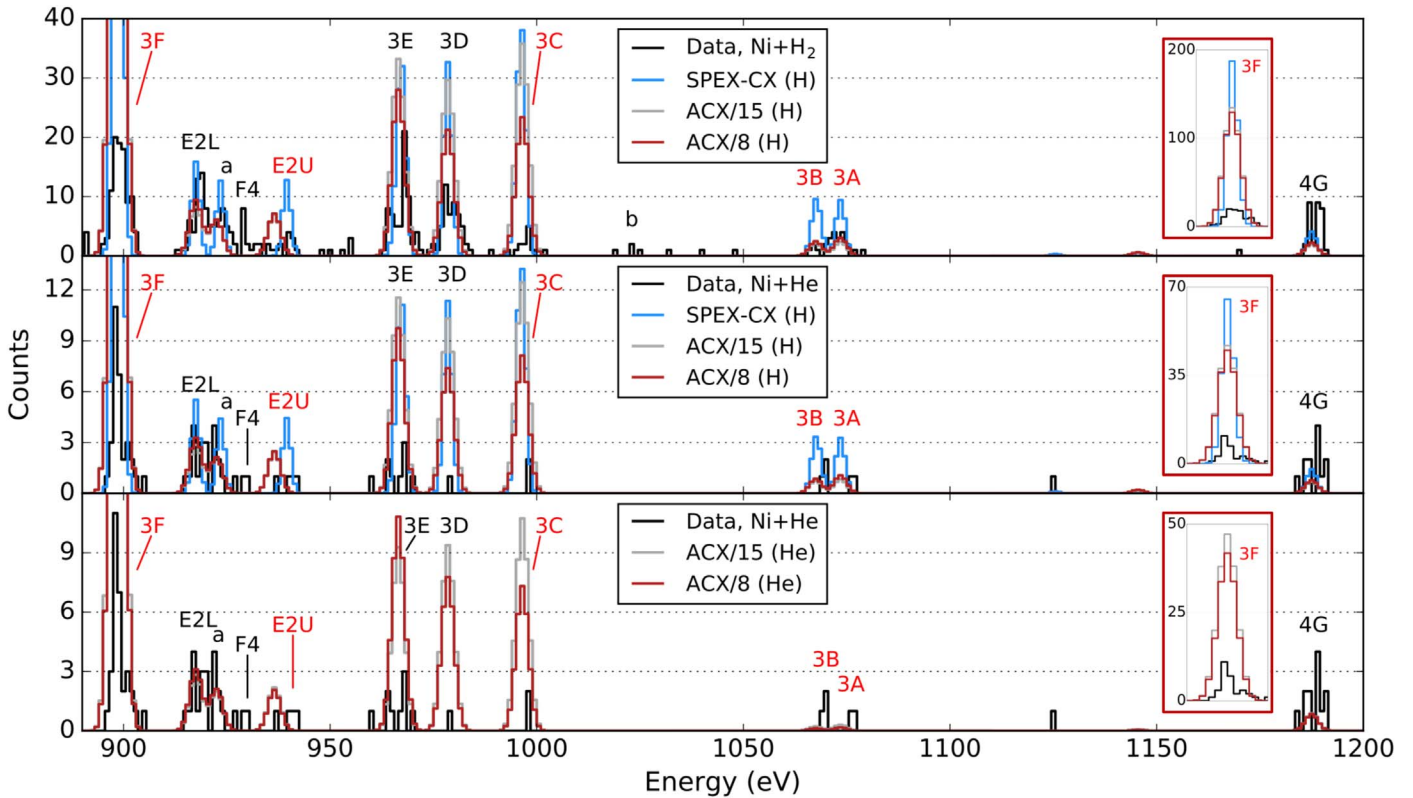 40
30
20
10
0
3F
E2L
a
F4
E2U
3E
3D
3C
b
3B
3A
4G
Data, Ni+H₂
SPEX-CX (H)
ACX/15 (H)
ACX/8 (H)
200
100
0
3F
12
9
6
3
0
3F
E2L
a
F4
E2U
3E
3D
3C
3B
3A
4G
Data, Ni+He
SPEX-CX (H)
ACX/15 (H)
ACX/8 (H)
70
35
0
3F
Counts
9
6
3
0
3F
E2L
a
F4
E2U
3E
3D
3C
3B
3A
4G
Data, Ni+He
ACX/15 (He)
ACX/8 (He)
50
25
0
3F
900 950 1000 1050 1100 1150 1200
Energy (eV)